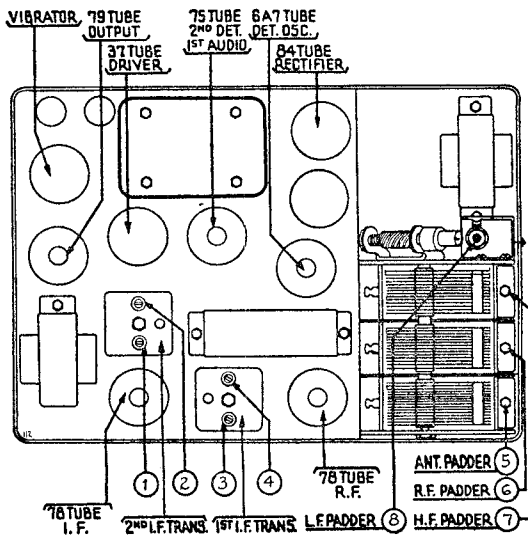 VIBRATOR
79 TUBE
OUTPUT
37 TUBE
DRIVER
75 TUBE
2ND DET.
1ST AUDIO
6A7 TUBE
DET. OSC.
84 TUBE
RECTIFIER
112
78 TUBE
I.F.
1
2
2ND I.F. TRANS.
3
4
1ST I.F. TRANS.
78 TUBE
R.F.
L.F. PADDER 8
ANT. PADDER 5
R.F. PADDER 6
H.F. PADDER 7